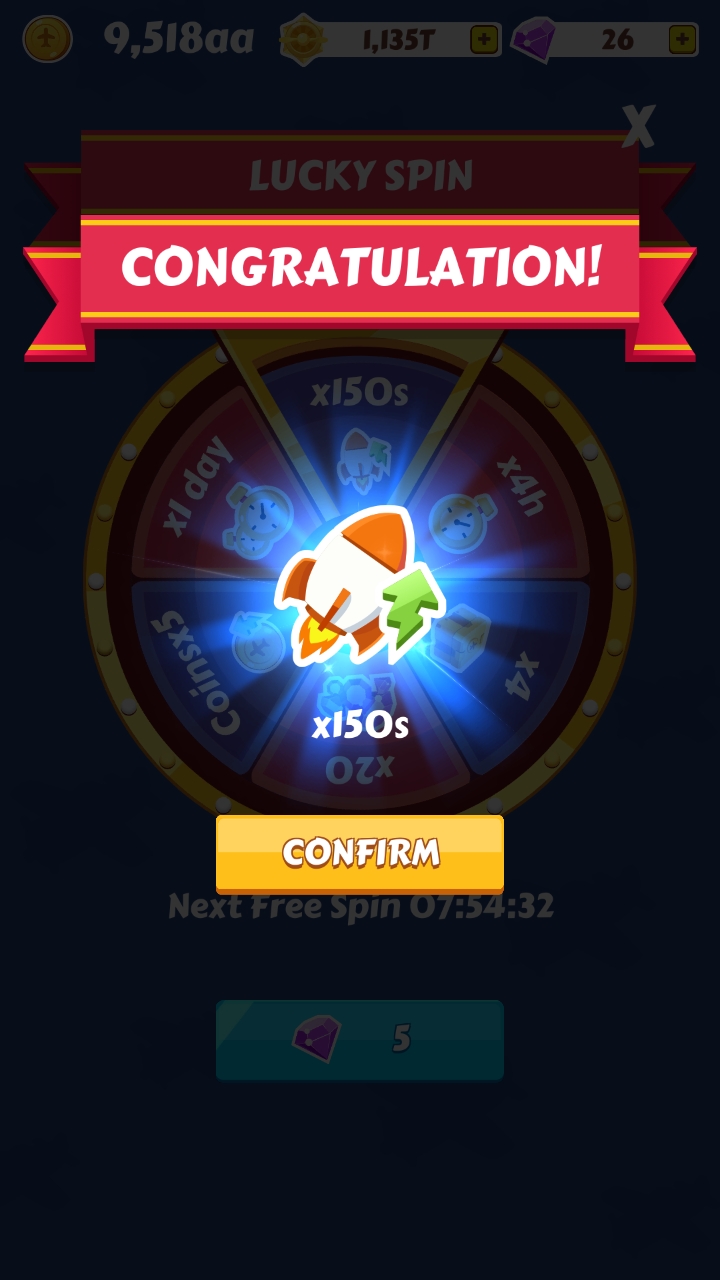 9,518aa
1,135T
26
X
LUCKY SPIN
CONGRATULATION!
x150s
x1 day
x4h
Coinsx5
x4
x150s
x20
CONFIRM
Next Free Spin 07:54:32
5